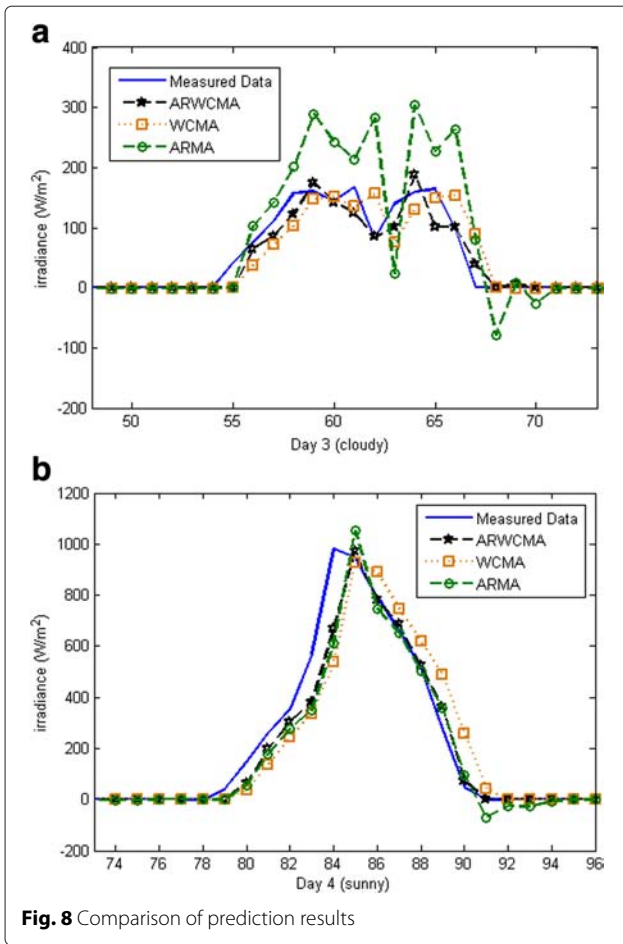 a
400
300
200
100
0
-100
-200
irradiance (W/m²)
Measured Data
ARWCMA
WCMA
ARMA
50 55 60 65 70
Day 3 (cloudy)
b
1200
1000
800
600
400
200
0
-200
irradiance (W/m²)
Measured Data
ARWCMA
WCMA
ARMA
74 76 78 80 82 84 86 88 90 92 94 96
Day 4 (sunny)
Fig. 8 Comparison of prediction results